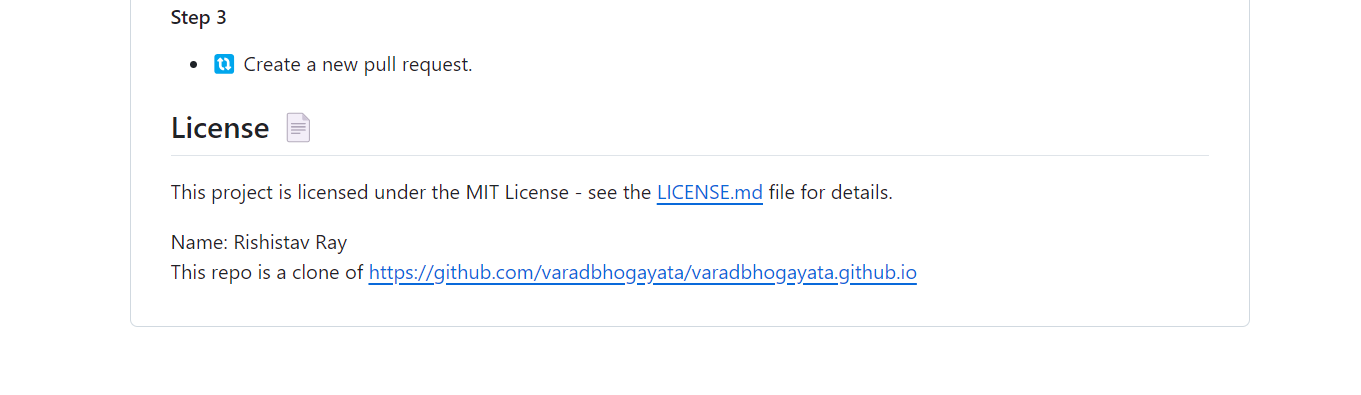 Step 3
Create a new pull request.
License
This project is licensed under the MIT License - see the LICENSE.md file for details.
Name: Rishistav Ray
This repo is a clone of https://github.com/varadbhogayata/varadbhogayata.github.io